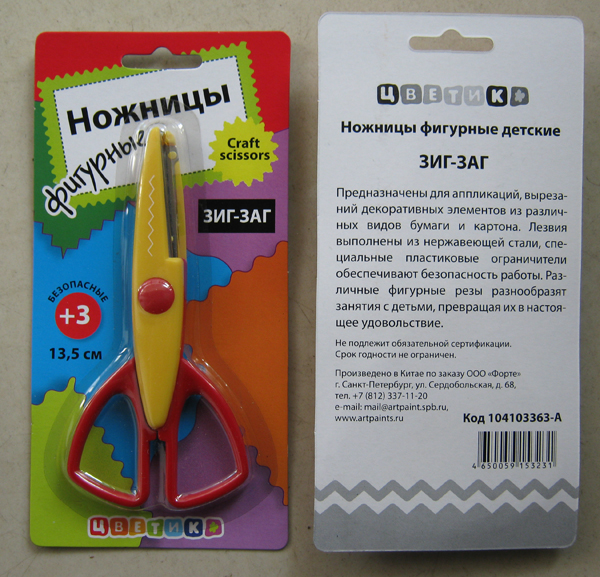 Ножницы
фигурные
Craft
scissors
ЗИГ-ЗАГ
БЕЗОПАСНЫЕ
+3
13,5 см
ЦВЕТИК
ЦВЕТИК
Ножницы фигурные детские
ЗИГ-ЗАГ
Предназначены для аппликаций, выреза-
ний декоративных элементов из различ-
ных видов бумаги и картона. Лезвия
выполнены из нержавеющей стали, спе-
циальные пластиковые ограничители
обеспечивают безопасность работы. Раз-
личные фигурные резы разнообразят
занятия с детьми, превращая их в настоя-
щее удовольствие.
Не подлежит обязательной сертификации.
Срок годности не ограничен.
Произведено в Китае по заказу ООО «Форте»
г. Санкт-Петербург, ул. Сердобольская, д. 68,
тел. +7 (812) 337-11-20
e-mail: mail@artpaint.spb.ru,
www.artpaints.ru
Код 104103363-А
4 650059 153231